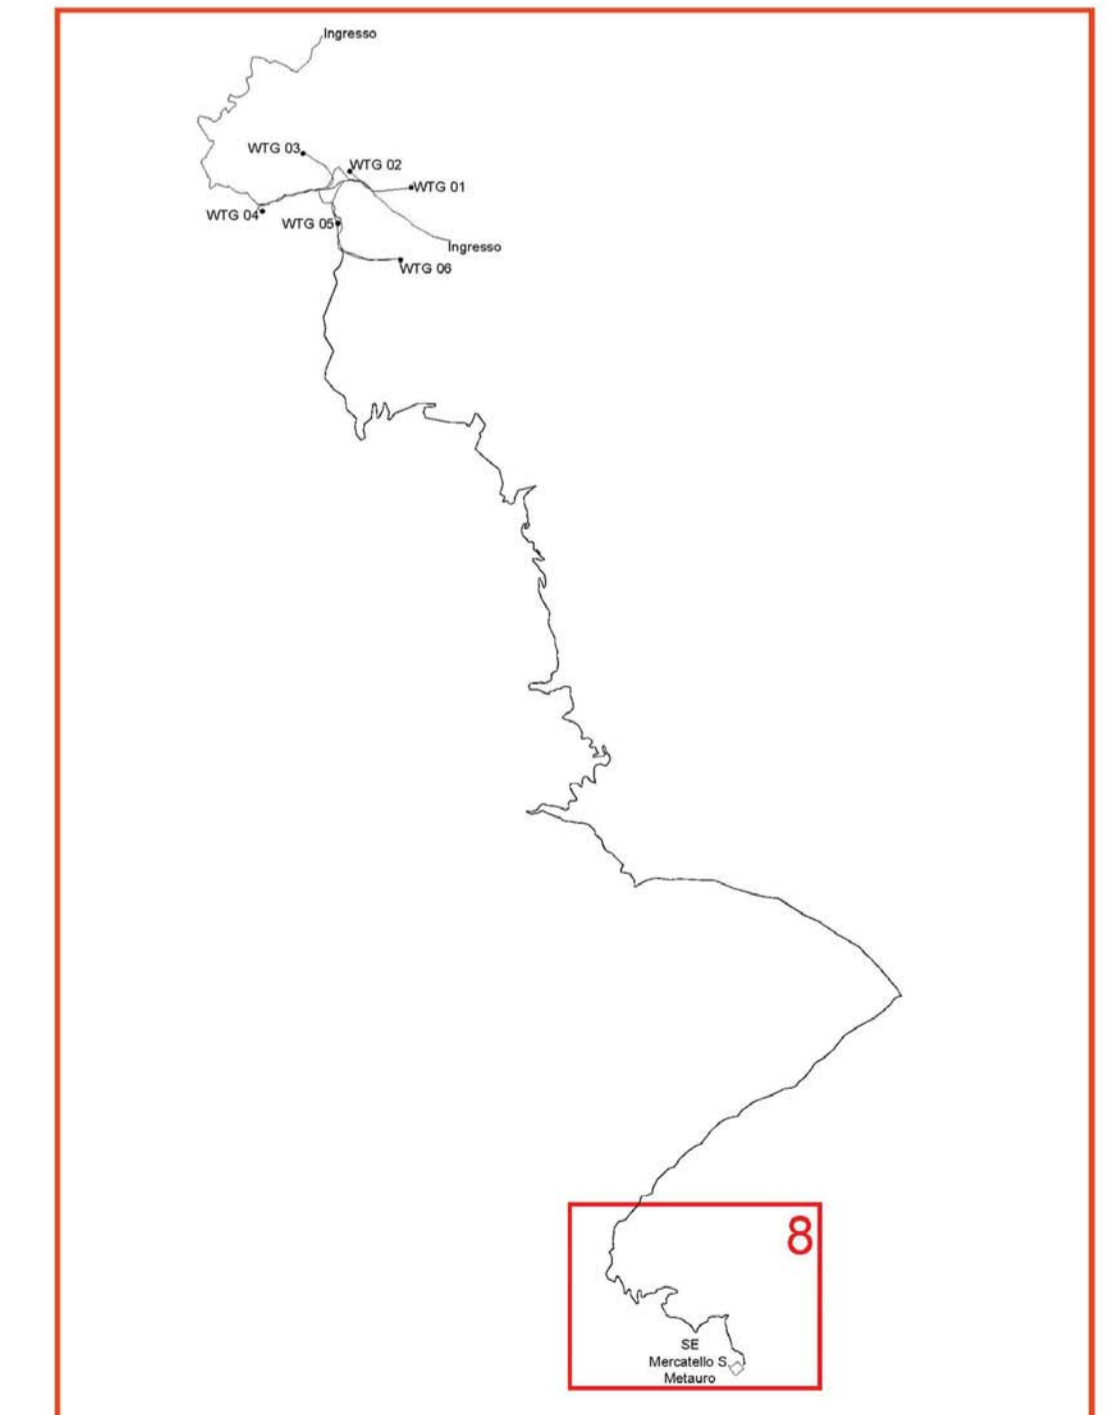 Ingresso
WTG 03
WTG 02
WTG 01
WTG 04
WTG 05
Ingresso
WTG 06
8
SE
Mercatello S.
Metauro